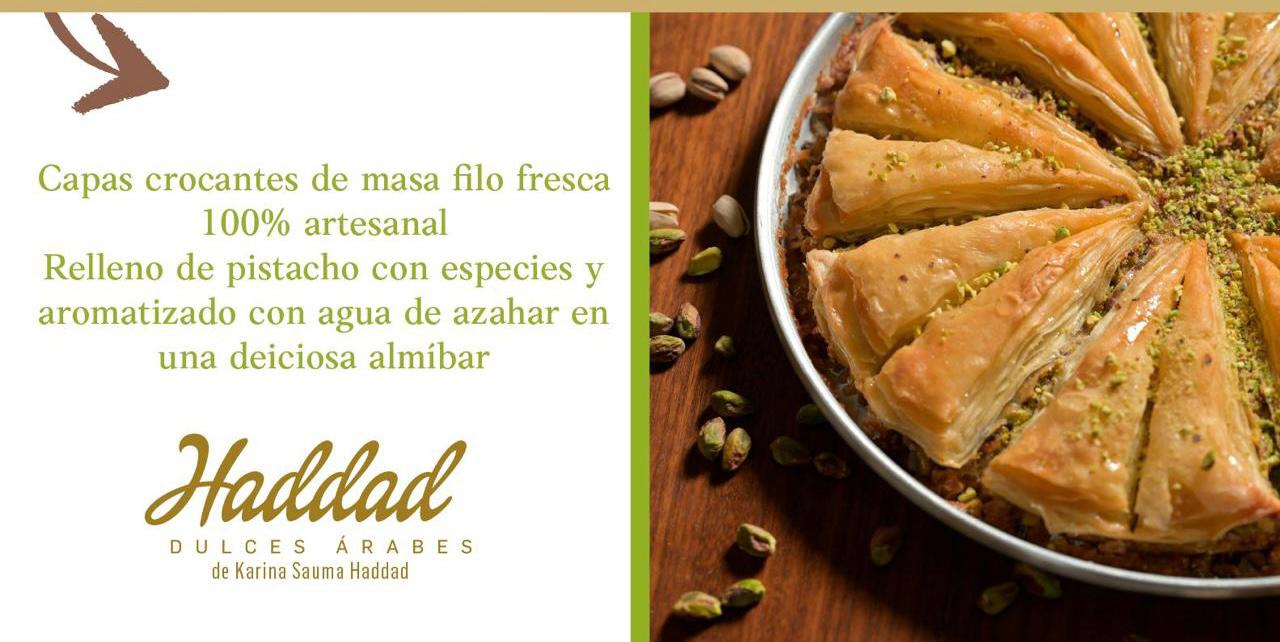 Capas crocantes de masa filo fresca
100% artesanal
Relleno de pistacho con especies y
aromatizado con agua de azahar en
una deiciosa almíbar
Haddad
DULCES ÁRABES
de Karina Sauma Haddad